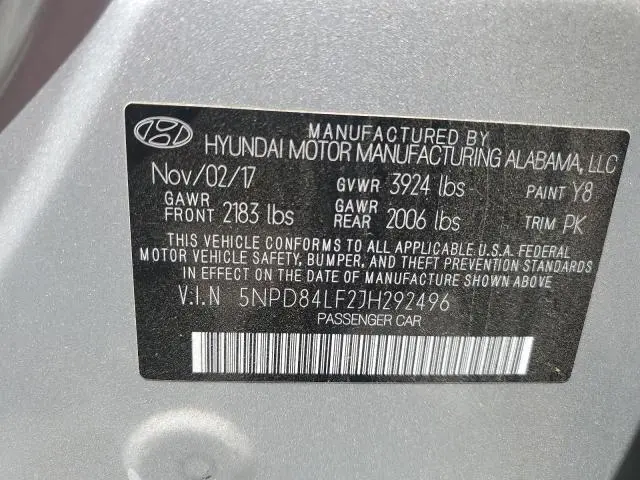 MANUFACTURED BY
HYUNDAI MOTOR MANUFACTURING ALABAMA, LLC
Nov/02/17 GVWR 3924 lbs PAINT Y8
GAWR FRONT 2183 lbs GAWR REAR 2006 lbs TRIM PK
THIS VEHICLE CONFORMS TO ALL APPLICABLE U.S.A. FEDERAL
MOTOR VEHICLE SAFETY, BUMPER, AND THEFT PREVENTION STANDARDS
IN EFFECT ON THE DATE OF MANUFACTURE SHOWN ABOVE
V.I.N 5NPD84LF2JH292496
PASSENGER CAR